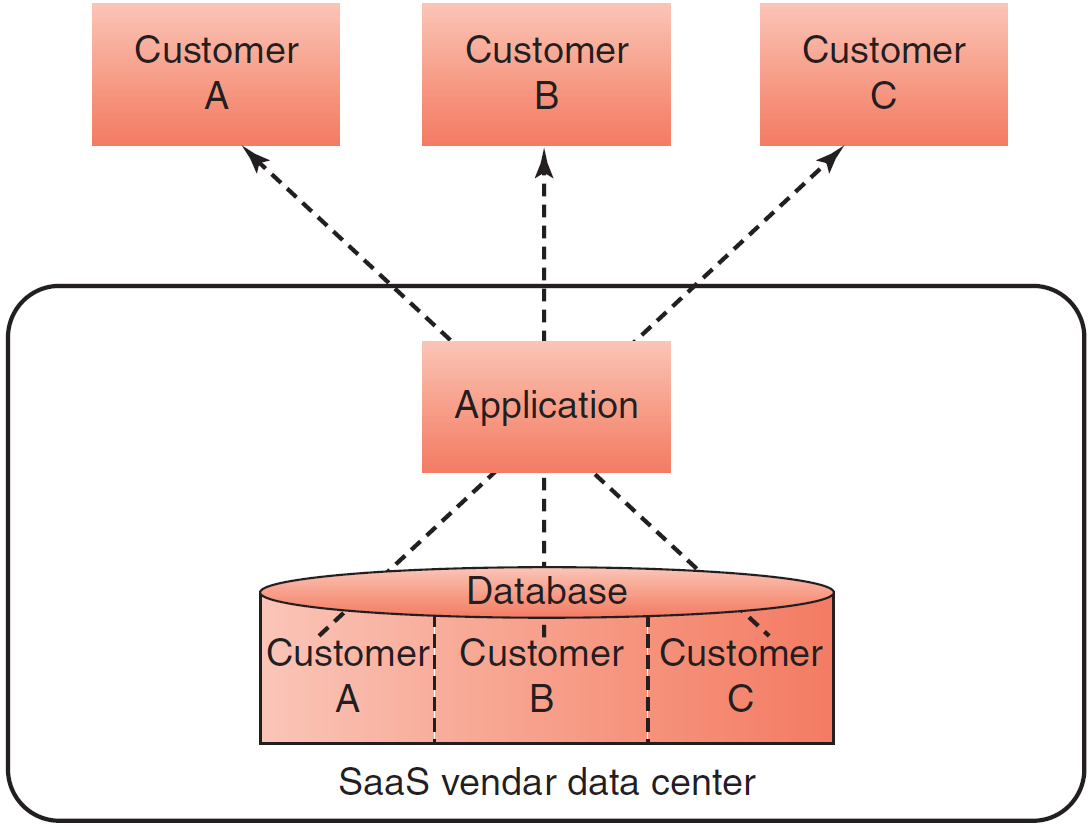 Customer
A
Customer
B
Customer
C
Application
Database
Customer
A
Customer
B
Customer
C
SaaS vendar data center